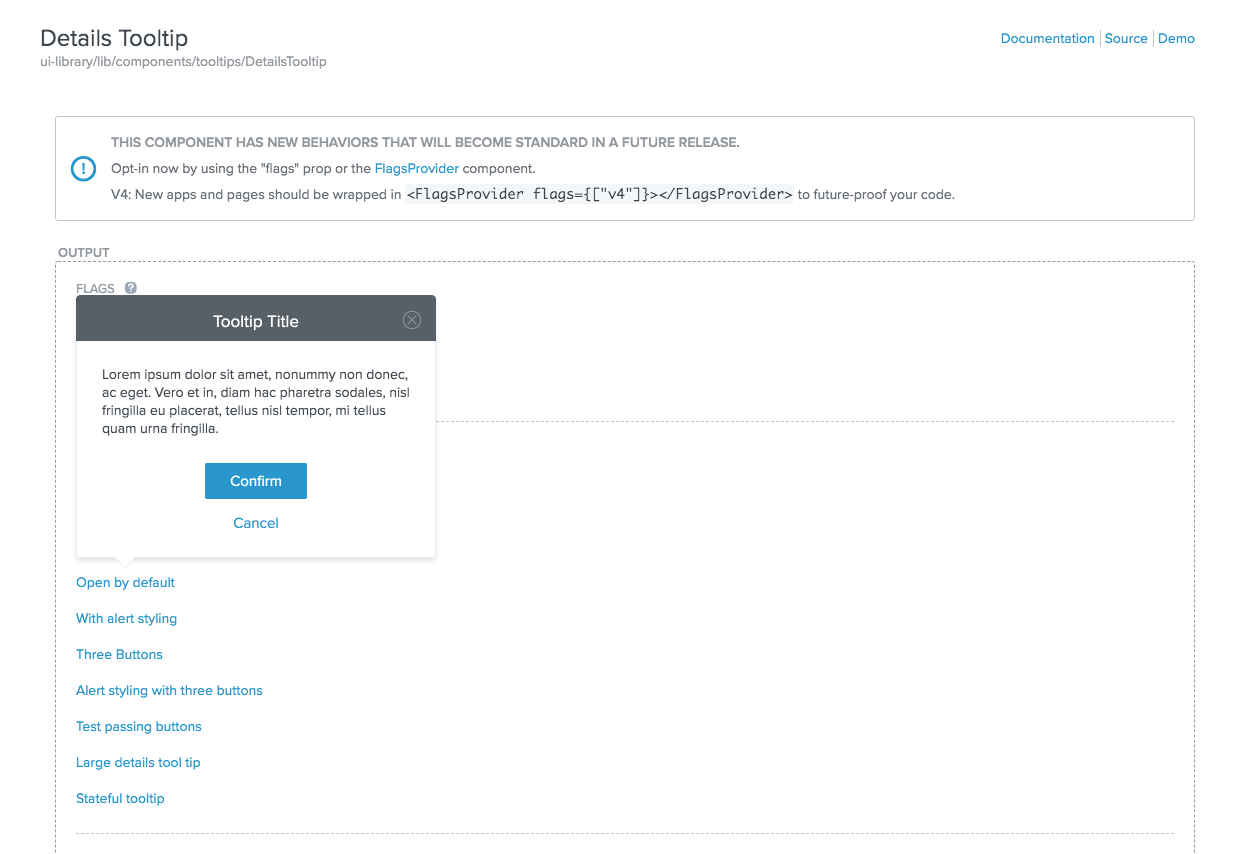 Details Tooltip
Documentation Source Demo
ui-library/lib/components/tooltips/DetailsTooltip
THIS COMPONENT HAS NEW BEHAVIORS THAT WILL BECOME STANDARD IN A FUTURE RELEASE.
Opt-in now by using the "flags" prop or the FlagsProvider component.
V4: New apps and pages should be wrapped in <FlagsProvider flags={["v4"]}></FlagsProvider> to future-proof your code.
OUTPUT
FLAGS ?
Tooltip Title
Lorem ipsum dolor sit amet, nonummy non donec,
ac eget. Vero et in, diam hac pharetra sodales, nisl
fringilla eu placerat, tellus nisl tempor, mi tellus
quam urna fringilla.
Confirm
Cancel
Open by default
With alert styling
Three Buttons
Alert styling with three buttons
Test passing buttons
Large details tool tip
Stateful tooltip